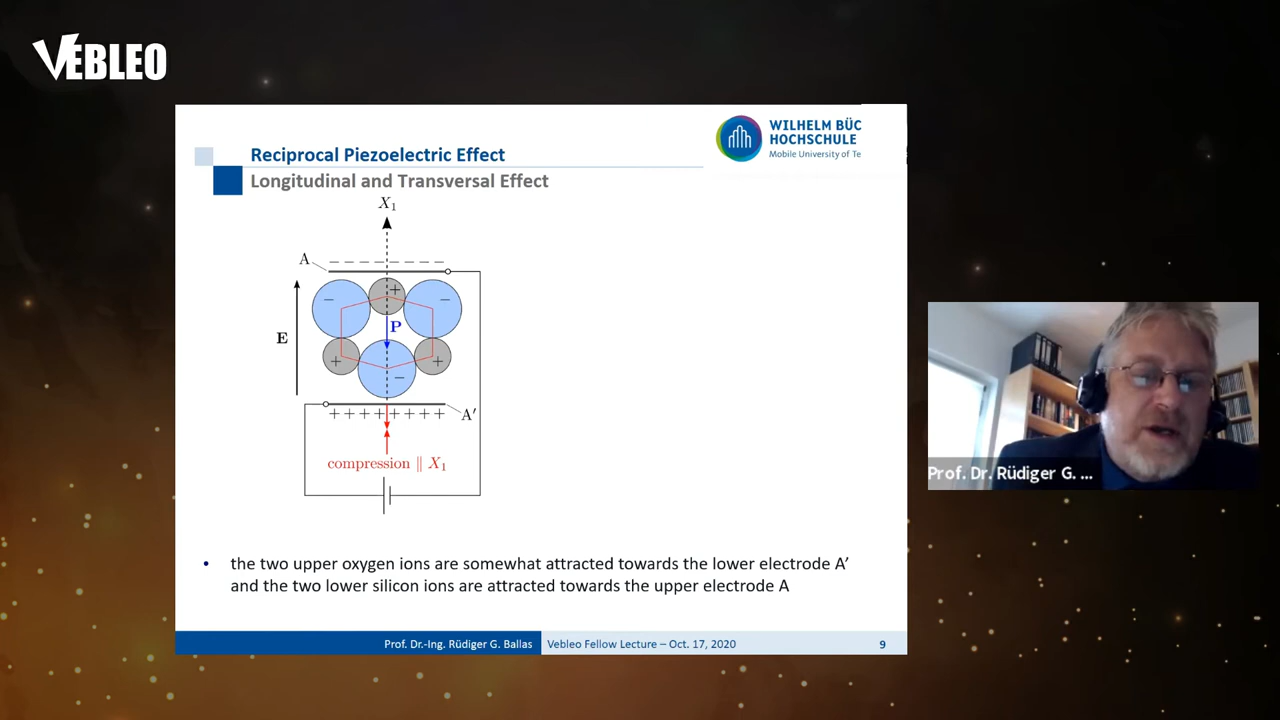 VEBLEO
WILHELM BÜC
HOCHSCHULE
Mobile University of Te
Reciprocal Piezoelectric Effect
Longitudinal and Transversal Effect
X₁
A
− − − − − − − −
− + −
P
E
+ − +
+ + + + + + + + +
A′
compression ∥ X₁
• the two upper oxygen ions are somewhat attracted towards the lower electrode A′
and the two lower silicon ions are attracted towards the upper electrode A
Prof. Dr.-Ing. Rüdiger G. Ballas
Vebleo Fellow Lecture – Oct. 17, 2020
9
Prof. Dr. Rüdiger G. ...